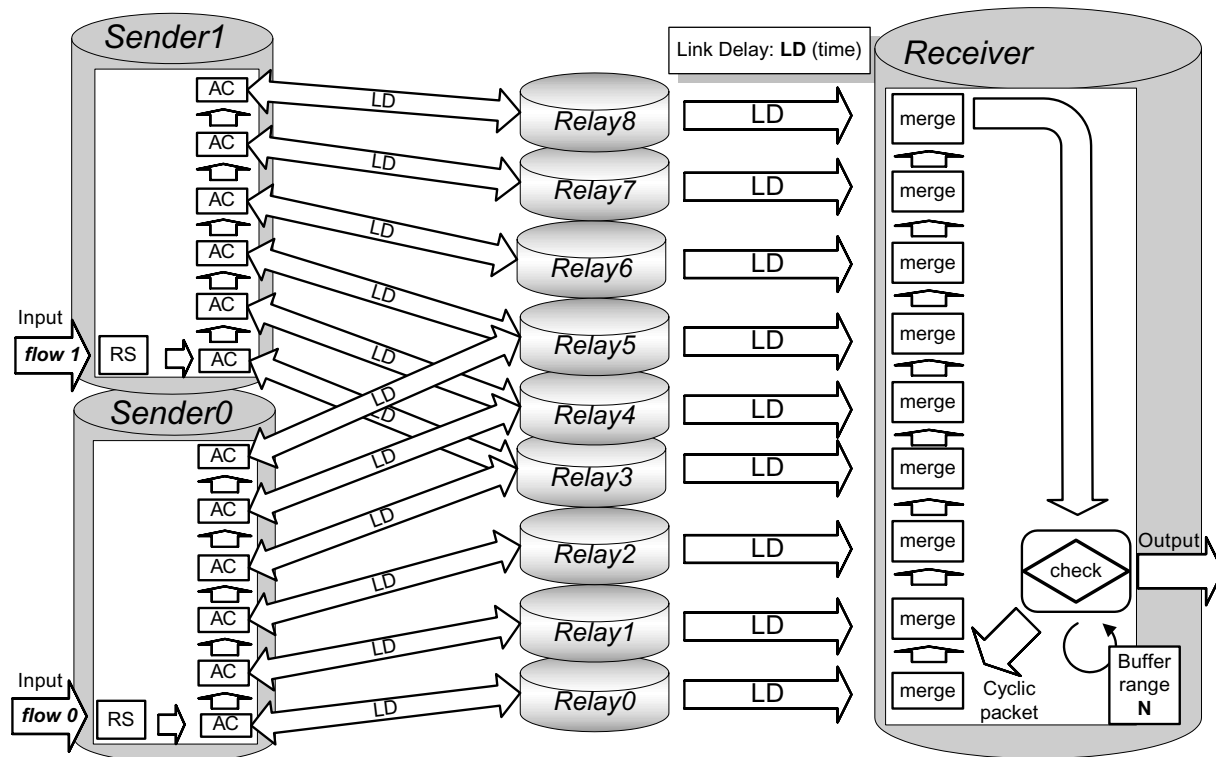 Sender1
AC
AC
AC
AC
AC
AC
Input
flow 1
RS
Sender0
AC
AC
AC
AC
AC
AC
Input
flow 0
RS
LD
LD
LD
LD
LD
LD
LD
LD
LD
LD
LD
LD
Relay8
Relay7
Relay6
Relay5
Relay4
Relay3
Relay2
Relay1
Relay0
Link Delay: LD (time)
LD
LD
LD
LD
LD
LD
LD
LD
LD
Receiver
merge
merge
merge
merge
merge
merge
merge
merge
merge
check
Output
Cyclic
packet
Buffer
range
N